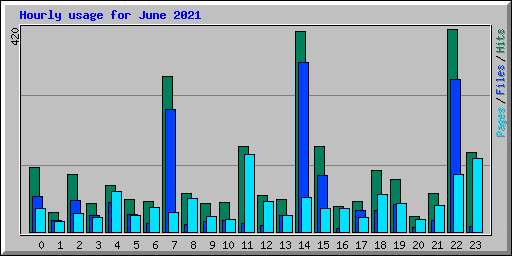 Hourly usage for June 2021
420
Pages / Files / Hits
0 1 2 3 4 5 6 7 8 9 10 11 12 13 14 15 16 17 18 19 20 21 22 23